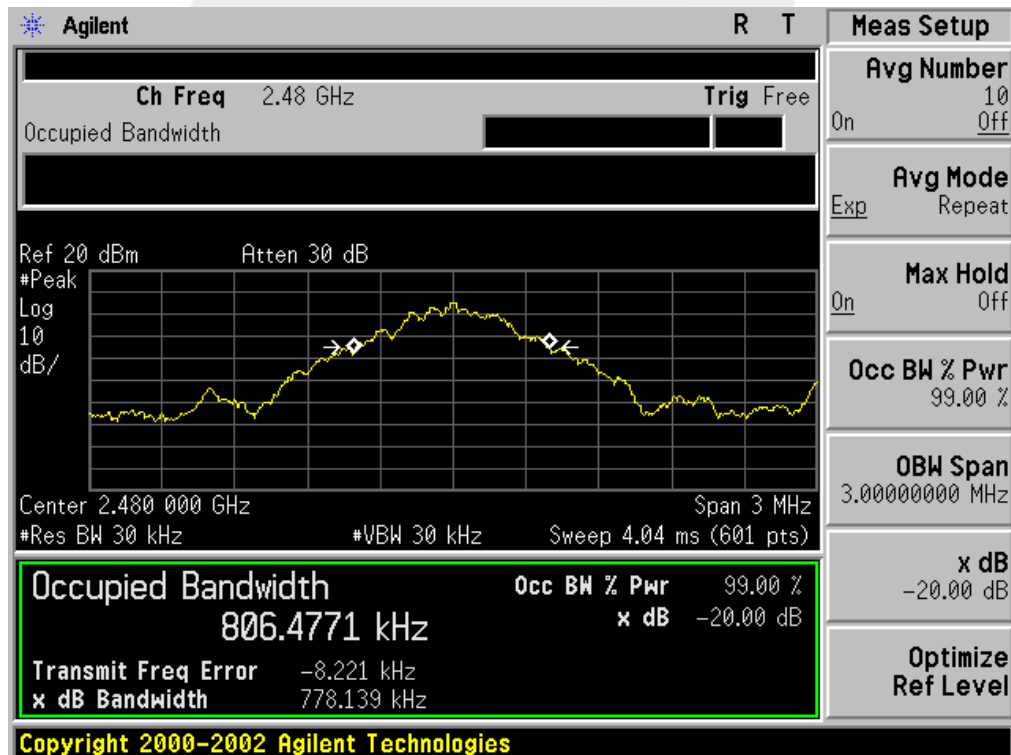 Agilent R T
Ch Freq 2.48 GHz Trig Free
Occupied Bandwidth
Ref 20 dBm Atten 30 dB
#Peak
Log
10
dB/
Center 2.480 000 GHz Span 3 MHz
#Res BW 30 kHz #VBW 30 kHz Sweep 4.04 ms (601 pts)
Occupied Bandwidth Occ BW % Pwr 99.00 %
806.4771 kHz x dB -20.00 dB
Transmit Freq Error -8.221 kHz
x dB Bandwidth 778.139 kHz
Copyright 2000-2002 Agilent Technologies
Meas Setup
Avg Number
10
On Off
Avg Mode
Exp Repeat
Max Hold
On Off
Occ BW % Pwr
99.00 %
OBW Span
3.00000000 MHz
x dB
-20.00 dB
Optimize
Ref Level